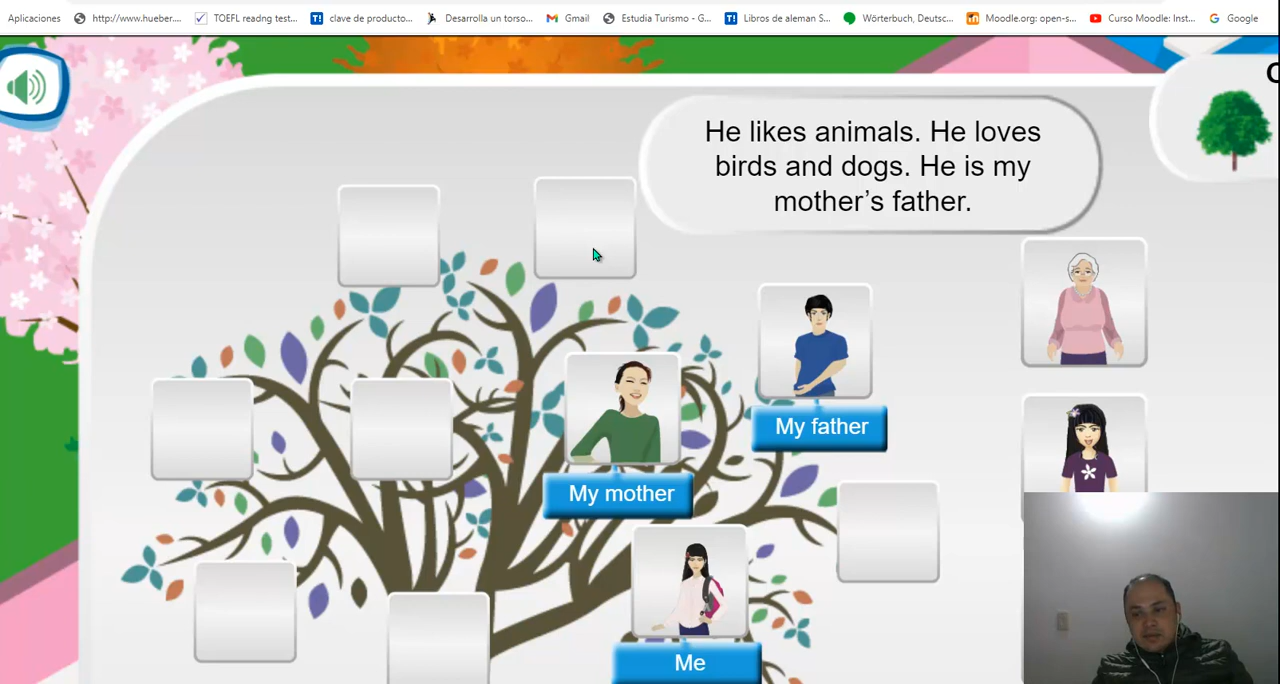 Aplicaciones
http://www.hueber....
TOEFL readng test...
clave de producto...
Desarrolla un torso...
Gmail
Estudia Turismo - G...
Libros de aleman S...
Wörterbuch, Deutsc...
Moodle.org: open-s...
Curso Moodle: Inst...
Google
He likes animals. He loves
birds and dogs. He is my
mother's father.
My father
My mother
Me